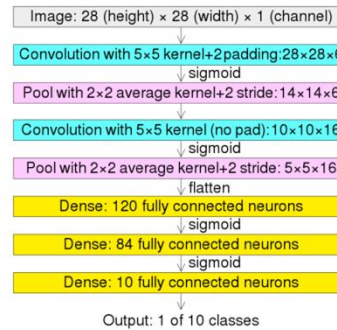 Image: 28 (height) × 28 (width) × 1 (channel)
Convolution with 5×5 kernel+2padding:28×28×6
sigmoid
Pool with 2×2 average kernel+2 stride:14×14×6
Convolution with 5×5 kernel (no pad):10×10×16
sigmoid
Pool with 2×2 average kernel+2 stride: 5×5×16
flatten
Dense: 120 fully connected neurons
sigmoid
Dense: 84 fully connected neurons
sigmoid
Dense: 10 fully connected neurons
Output: 1 of 10 classes